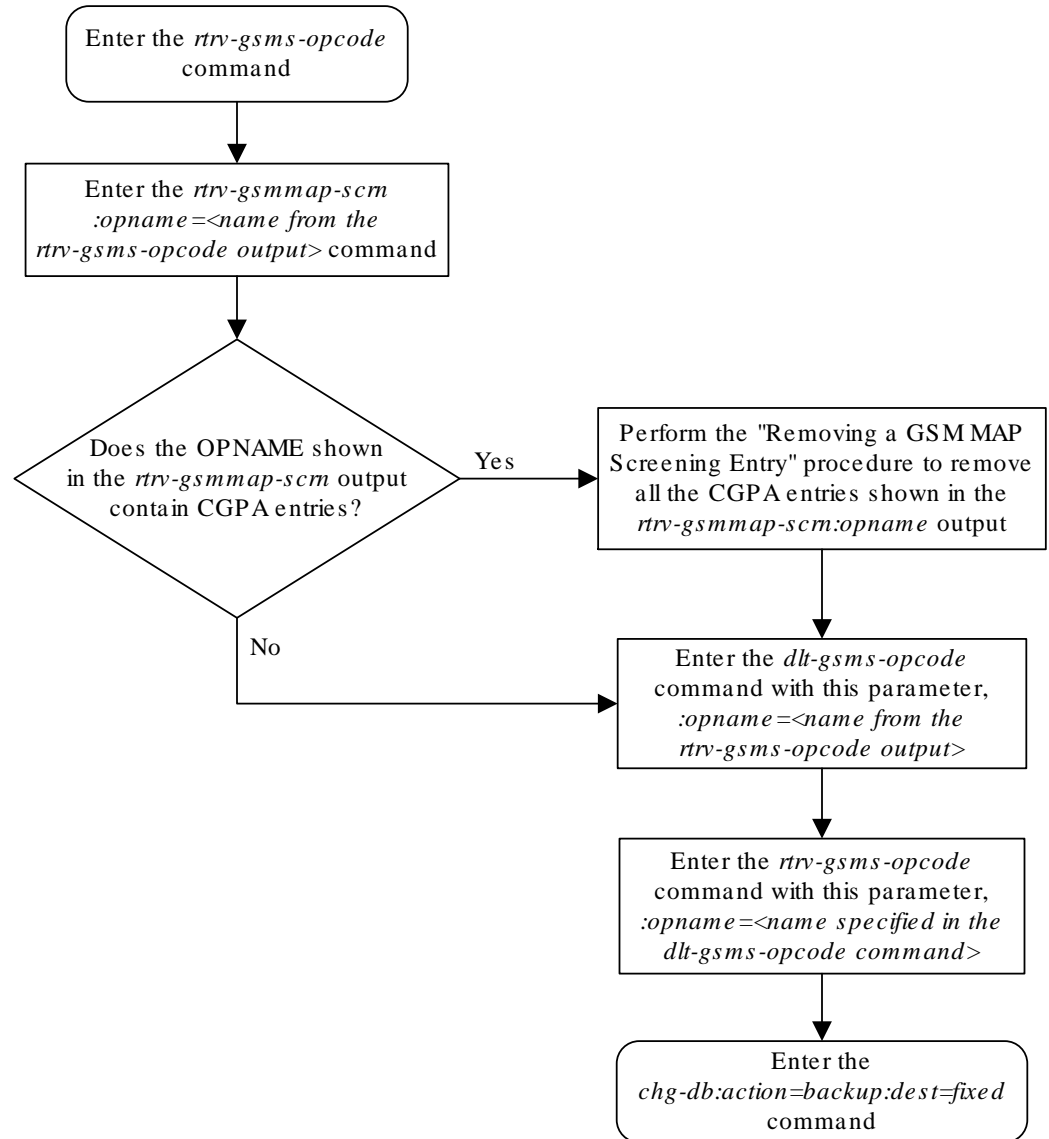 Enter the rtrv-gsms-opcode
command
Enter the rtrv-gsmmap-scrn
:opname=<name from the
rtrv-gsms-opcode output> command
Does the OPNAME shown
in the rtrv-gsmmap-scrn output
contain CGPA entries?
Yes
No
Perform the "Removing a GSM MAP
Screening Entry" procedure to remove
all the CGPA entries shown in the
rtrv-gsmmap-scrn:opname output
Enter the dlt-gsms-opcode
command with this parameter,
:opname=<name from the
rtrv-gsms-opcode output>
Enter the rtrv-gsms-opcode
command with this parameter,
:opname=<name specified in the
dlt-gsms-opcode command>
Enter the
chg-db:action=backup:dest=fixed
command